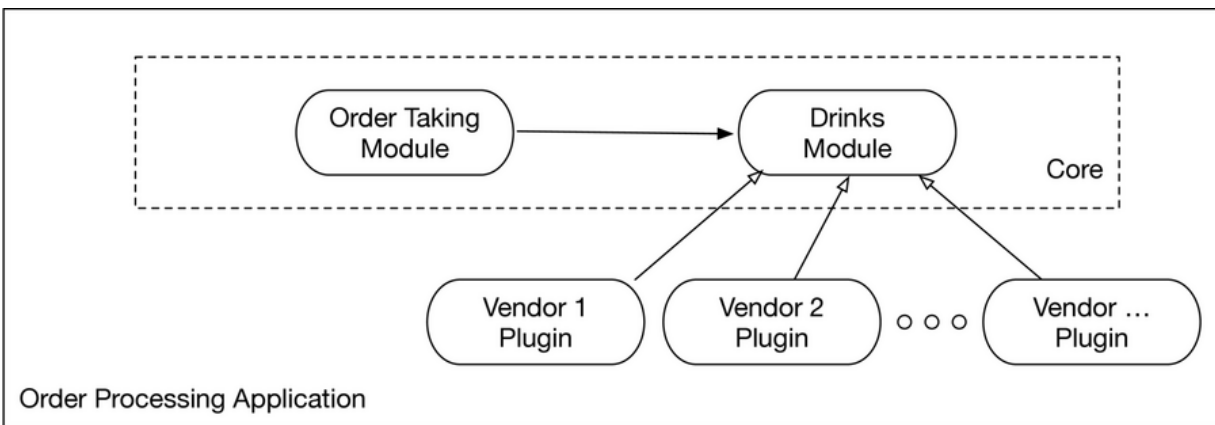 Order Taking
Module
Drinks
Module
Core
Vendor 1
Plugin
Vendor 2
Plugin
Vendor ...
Plugin
Order Processing Application